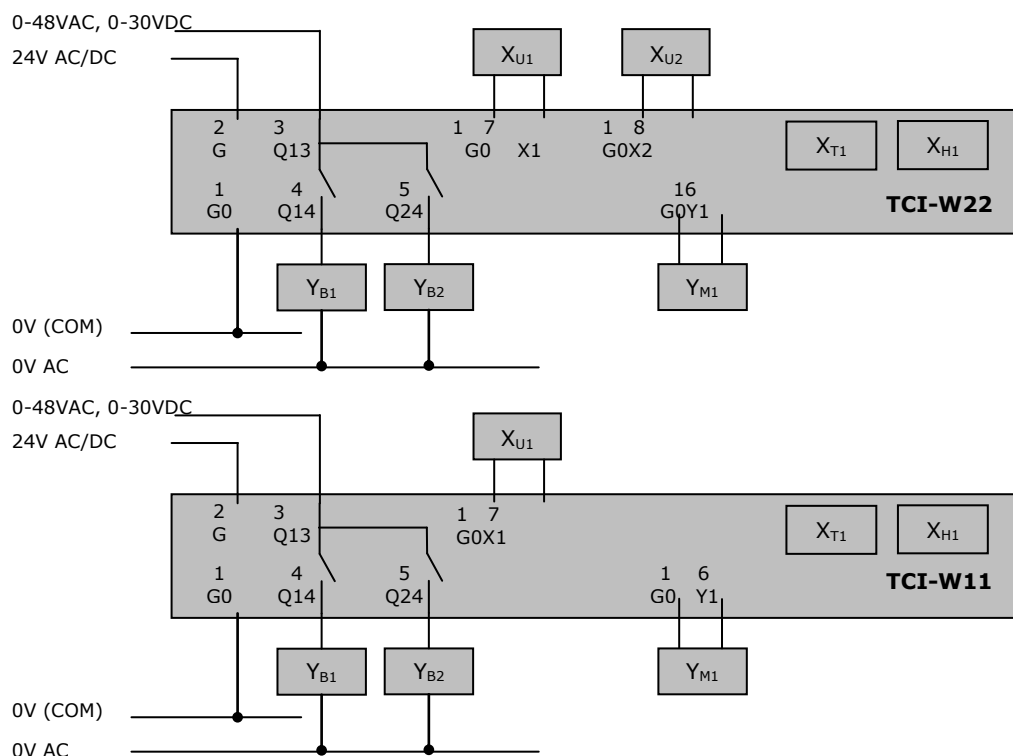 0-48VAC, 0-30VDC
24V AC/DC
XU1
XU2
2 3 1 7 1 8
G Q13 G0 X1 G0X2
XT1 XH1
1 4 5 16
G0 Q14 Q24 G0Y1
TCI-W22
YB1 YB2 YM1
0V (COM)
0V AC
0-48VAC, 0-30VDC
24V AC/DC
XU1
2 3 1 7
G Q13 G0X1
XT1 XH1
1 4 5 1 6
G0 Q14 Q24 G0 Y1
TCI-W11
YB1 YB2 YM1
0V (COM)
0V AC